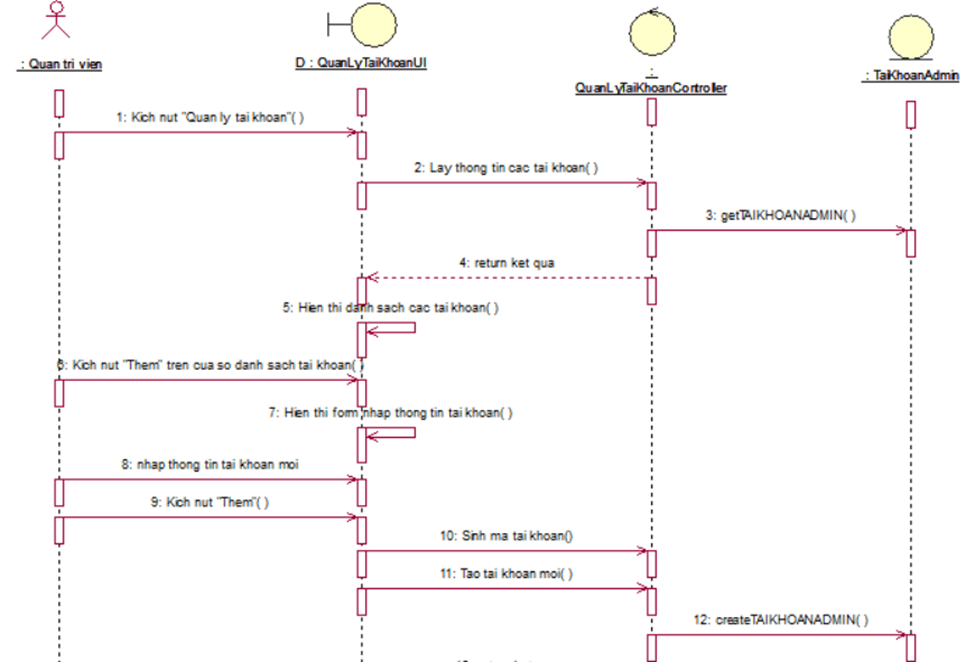 : Quan tri vien
D : QuanLyTaiKhoanUI
:
QuanLyTaiKhoanController
: TaiKhoanAdmin
1: Kich nut "Quan ly tai khoan"( )
2: Lay thong tin cac tai khoan( )
3: getTAIKHOANADMIN( )
4: return ket qua
5: Hien thi danh sach cac tai khoan( )
6: Kich nut "Them" tren cua so danh sach tai khoan( )
7: Hien thi form nhap thong tin tai khoan( )
8: nhap thong tin tai khoan moi
9: Kich nut "Them"( )
10: Sinh ma tai khoan()
11: Tao tai khoan moi( )
12: createTAIKHOANADMIN( )